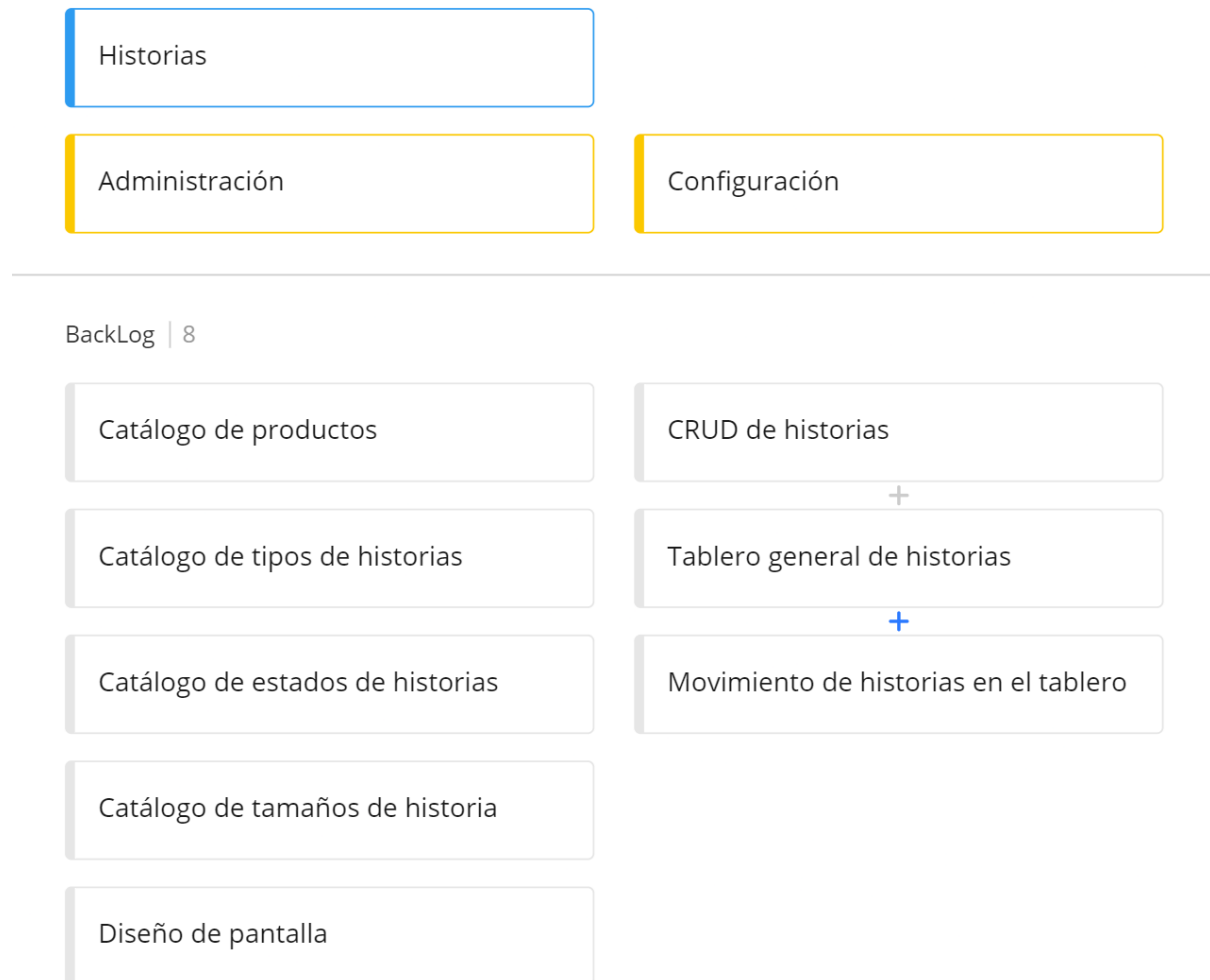 Historias
Administración
Configuración
BackLog | 8
Catálogo de productos
CRUD de historias
Catálogo de tipos de historias
Tablero general de historias
Catálogo de estados de historias
Movimiento de historias en el tablero
Catálogo de tamaños de historia
Diseño de pantalla